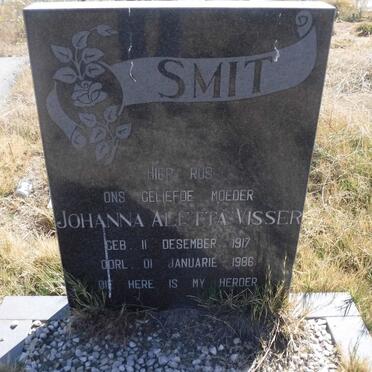 SMIT
HIER RUS
ONS GELIEFDE MOEDER
JOHANNA ALETTA VISSER
GEB. 11 DESEMBER 1917
OORL. 01 JANUARIE 1986
DIE HERE IS MY HERDER